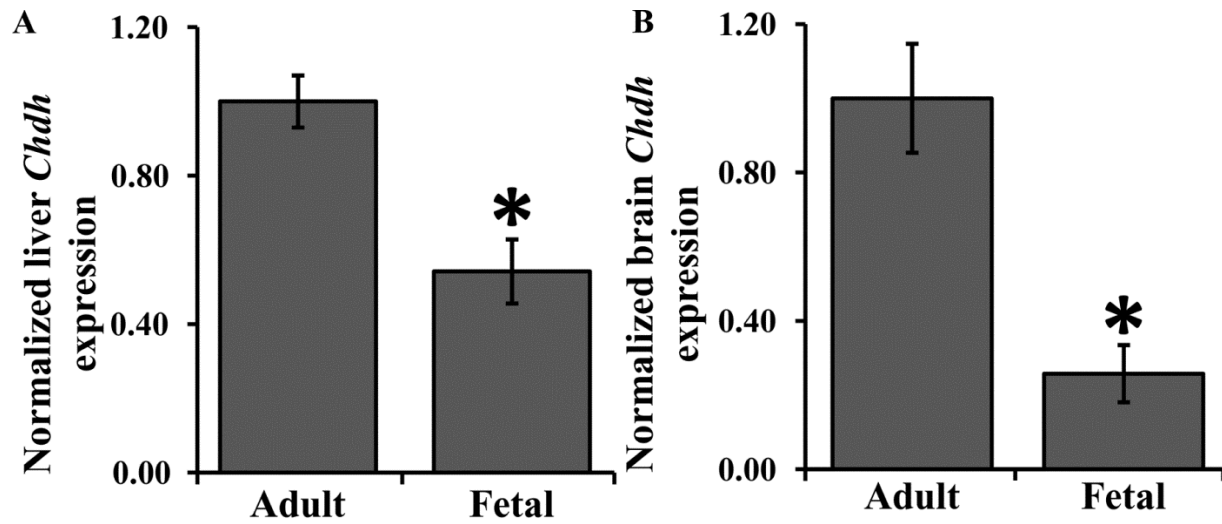 A
Normalized liver Chdh
expression
1.20
0.80
0.40
0.00
*
Adult
Fetal
B
Normalized brain Chdh
expression
1.20
0.80
0.40
0.00
*
Adult
Fetal